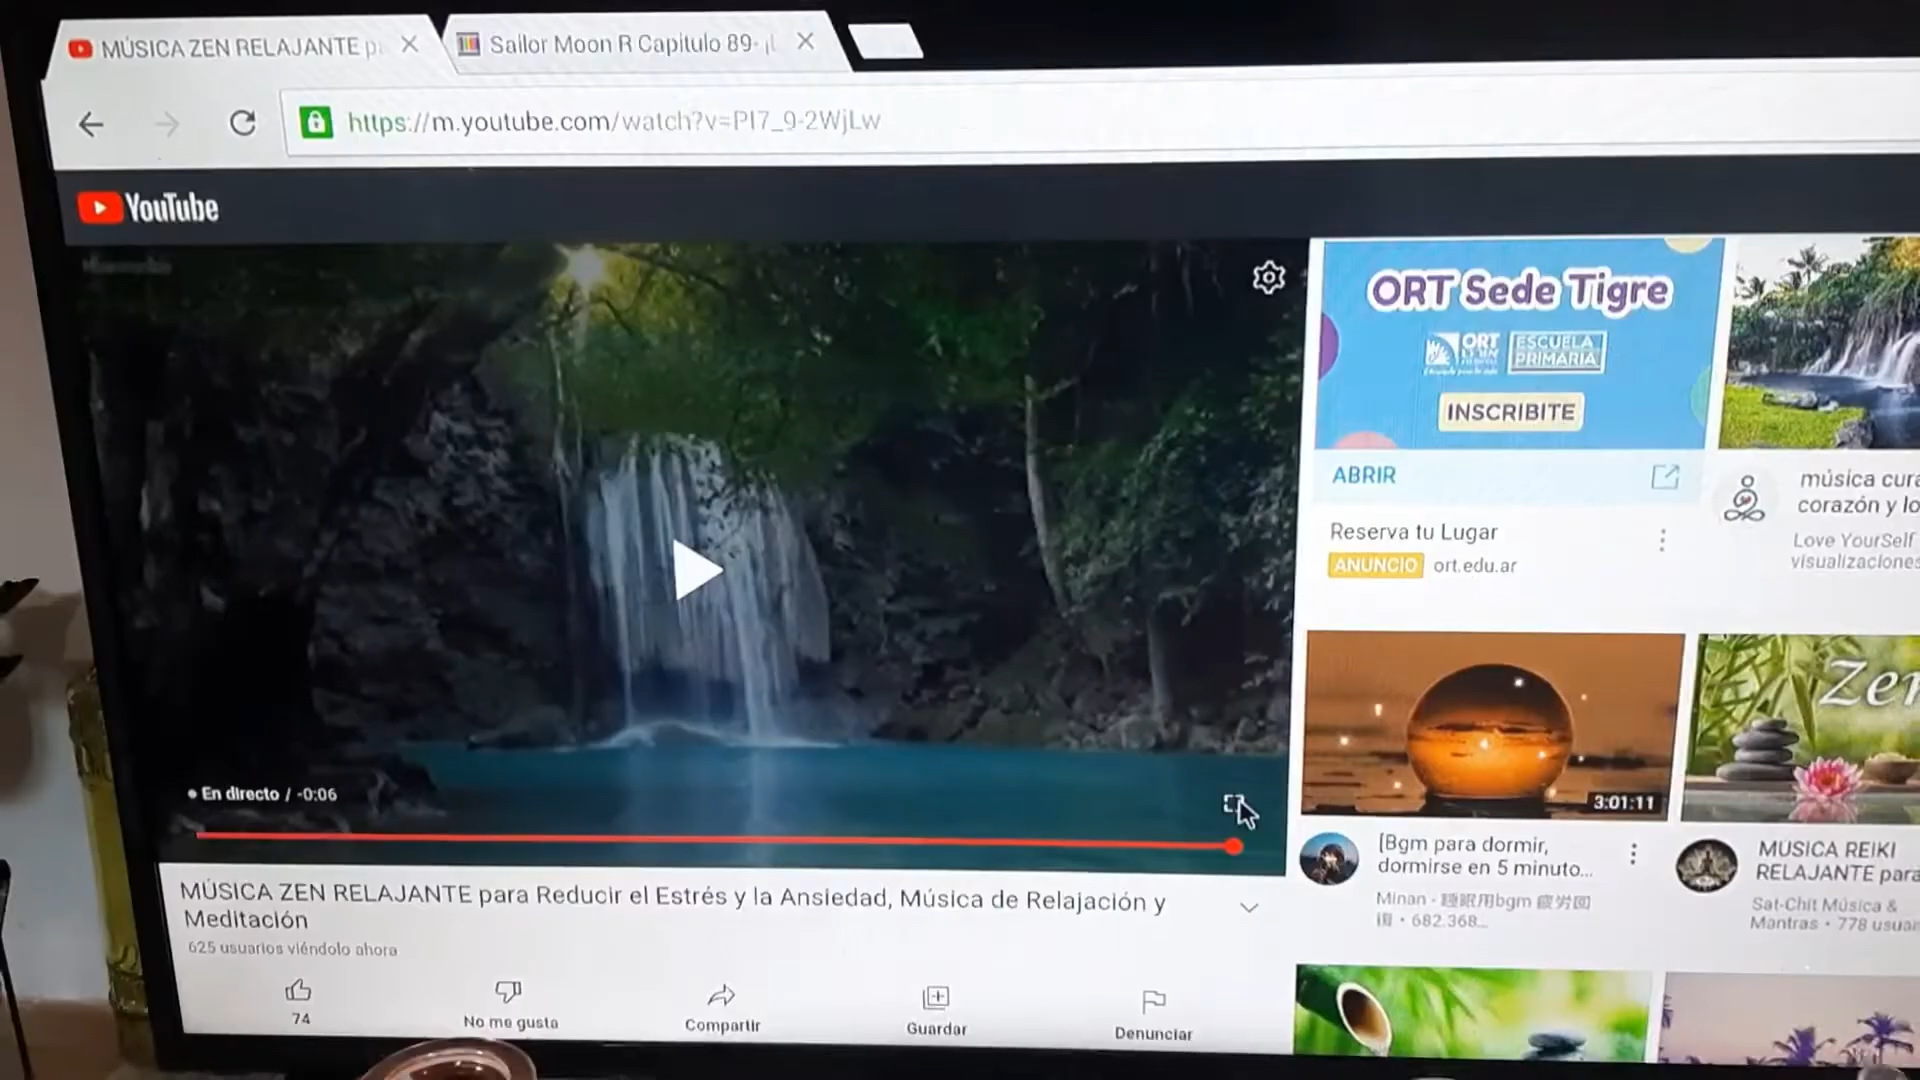 MÚSICA ZEN RELAJANTE p
Sailor Moon R Capitulo 89- ¡L
https://m.youtube.com/watch?v=PI7_9-2WjLw
YouTube
ORT Sede Tigre
ORT
ESCUELA
PRIMARIA
INSCRIBITE
ABRIR
Reserva tu Lugar
ANUNCIO ort.edu.ar
música cura
corazón y lo
Love YourSelf
visualizaciones
En directo / -0:06
MÚSICA ZEN RELAJANTE para Reducir el Estrés y la Ansiedad, Música de Relajación y
Meditación
625 usuarios viéndolo ahora
74
No me gusta
Compartir
Guardar
Denunciar
3:01:11
[Bgm para dormir,
dormirse en 5 minuto...
Minan - 睡眠用bgm 疲労回
復 • 682.368...
Zen
MÚSICA REIKI
RELAJANTE para
Sat-Chit Música &
Mantras • 778 usuar